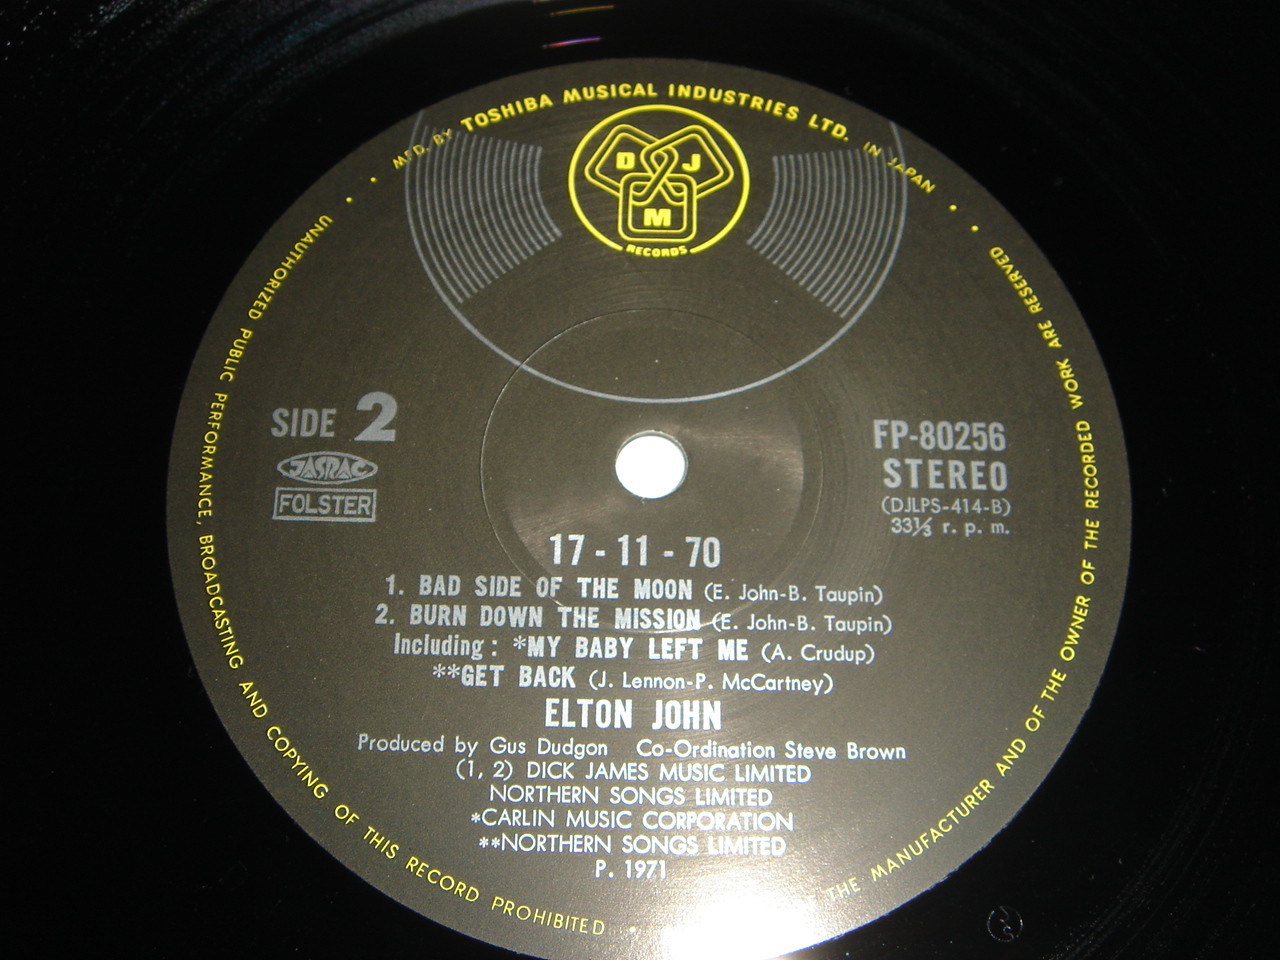 MFD. BY TOSHIBA MUSICAL INDUSTRIES LTD. IN JAPAN
D J
M
RECORDS
SIDE 2
JASRAC
FOLSTER
FP-80256
STEREO
(DJLPS-414-B)
33⅓ r. p. m.
17 - 11 - 70
1. BAD SIDE OF THE MOON (E. John-B. Taupin)
2. BURN DOWN THE MISSION (E. John-B. Taupin)
Including : *MY BABY LEFT ME (A. Crudup)
**GET BACK (J. Lennon-P. McCartney)
ELTON JOHN
Produced by Gus Dudgon Co-Ordination Steve Brown
(1, 2) DICK JAMES MUSIC LIMITED
NORTHERN SONGS LIMITED
*CARLIN MUSIC CORPORATION
**NORTHERN SONGS LIMITED
P. 1971
THE MANUFACTURER AND OF THE OWNER OF THE RECORDED WORK ARE RESERVED
UNAUTHORIZED PUBLIC PERFORMANCE, BROADCASTING AND COPYING OF THIS RECORD PROHIBITED